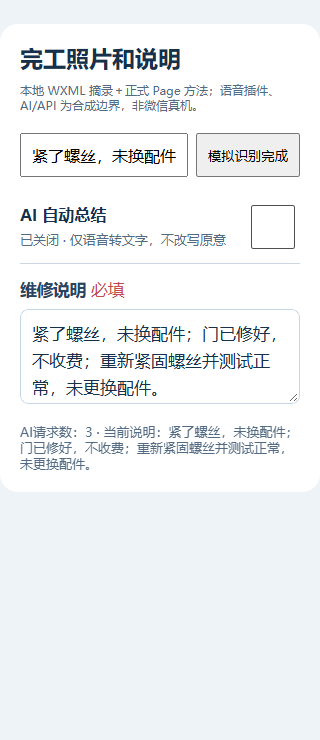 完工照片和说明
本地 WXML 摘录 + 正式 Page 方法；语音插件、
AI/API 为合成边界，非微信真机。
紧了螺丝，未换配件
模拟识别完成
AI 自动总结
已关闭 · 仅语音转文字，不改写原意
维修说明 必填
紧了螺丝，未换配件；门已修好，
不收费；重新紧固螺丝并测试正
常，未更换配件。
AI请求数：3 · 当前说明：紧了螺丝，未换配件；
门已修好，不收费；重新紧固螺丝并测试正常，
未更换配件。